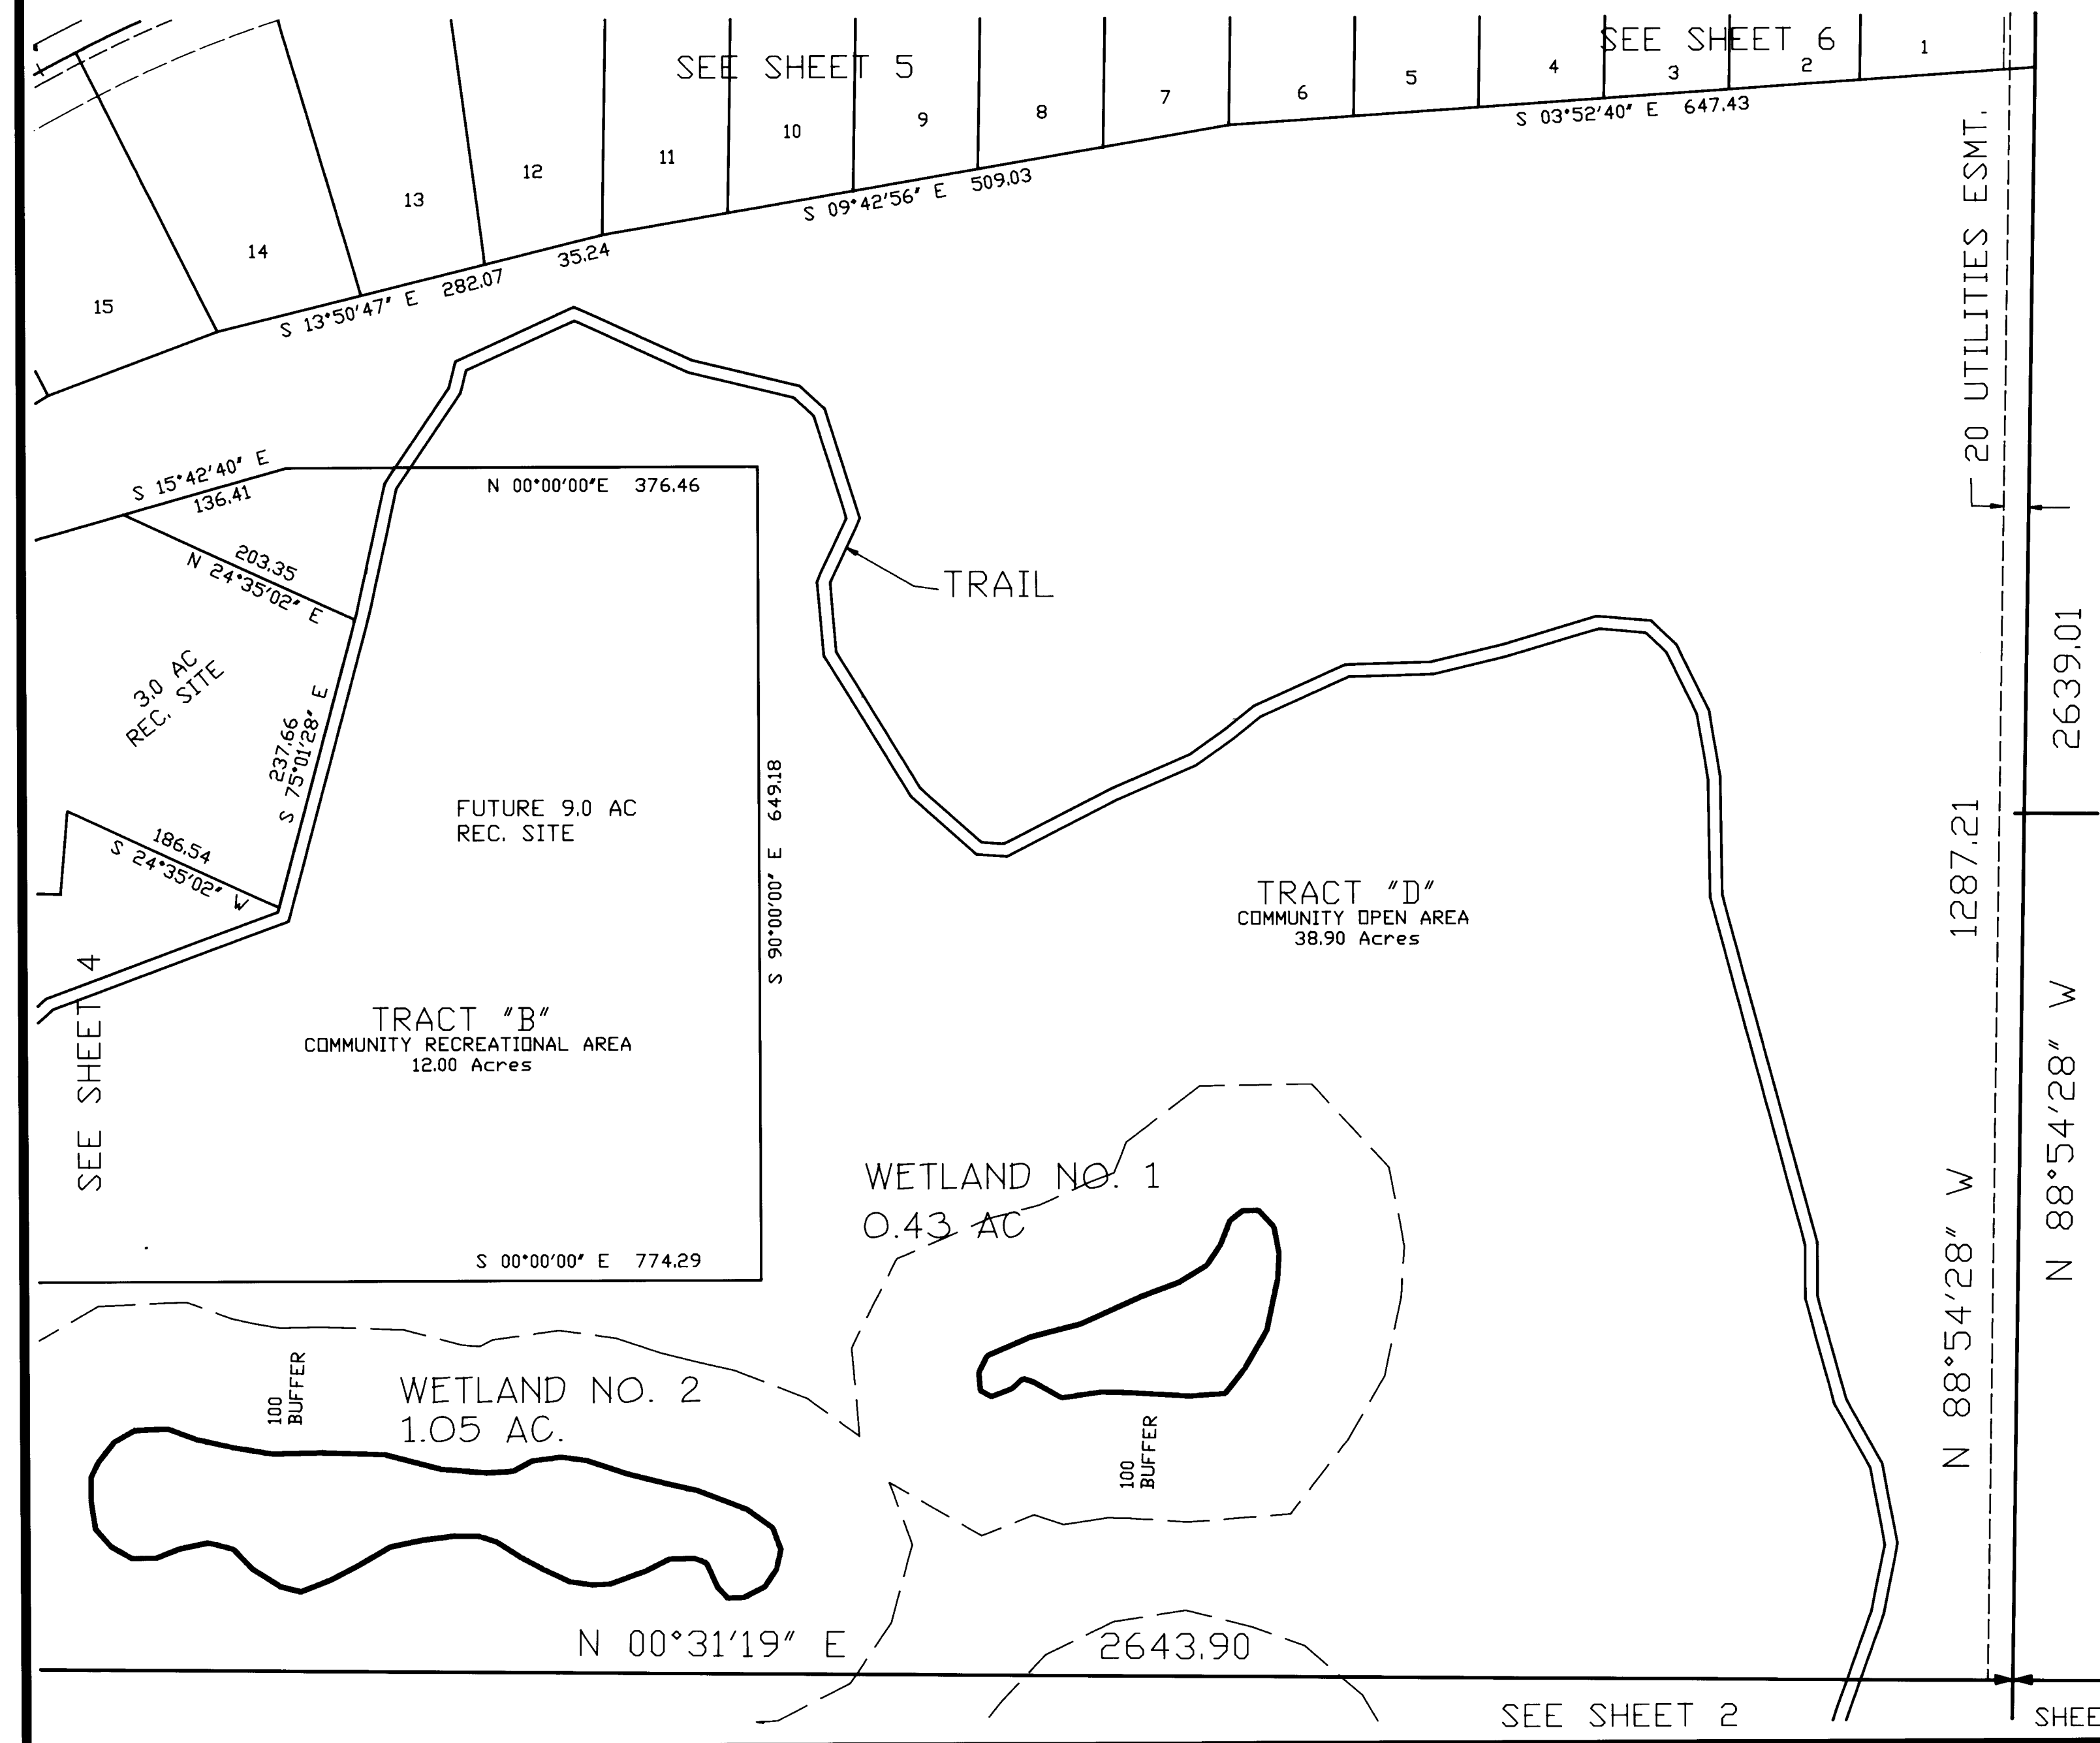 SEE SHEET 5
SEE SHEET 6
1
2
3
4
5
6
7
8
9
10
11
12
13
14
15
S 03°52'40" E 647.43
S 09°42'56" E 509.03
35.24
S 13°50'47" E 282.07
20 UTILITIES ESMT.
S 15°42'40" E
136.41
N 00°00'00"E 376.46
203.35
N 24°35'02" E
TRAIL
3.0 AC
REC. SITE
237.66
S 75°01'28" E
2639.01
FUTURE 9.0 AC
REC. SITE
S 90°00'00" E 649.18
186.54
S 24°35'02" W
1287.21
TRACT "D"
COMMUNITY OPEN AREA
38.90 Acres
SEE SHEET 4
TRACT "B"
COMMUNITY RECREATIONAL AREA
12.00 Acres
N 88°54'28" W
N 88°54'28" W
WETLAND NO. 1
0.43 AC
S 00°00'00" E 774.29
100
BUFFER
WETLAND NO. 2
1.05 AC.
100
BUFFER
N 00°31'19" E 2643.90
SEE SHEET 2
SHEE